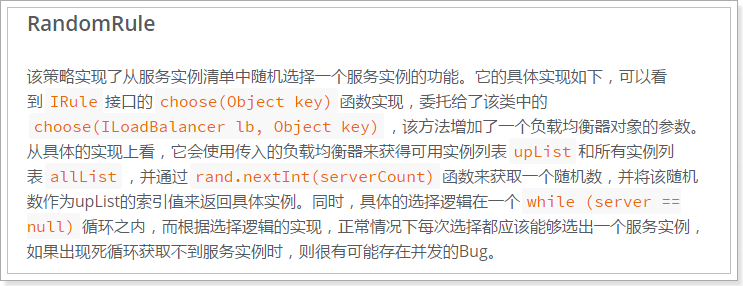 RandomRule
该策略实现了从服务实例清单中随机选择一个服务实例的功能。它的具体实现如下，可以看
到 IRule 接口的 choose(Object key) 函数实现，委托给了该类中的
choose(ILoadBalancer lb, Object key) ，该方法增加了一个负载均衡器对象的参数。
从具体的实现上看，它会使用传入的负载均衡器来获得可用实例列表 upList 和所有实例列
表 allList ，并通过 rand.nextInt(serverCount) 函数来获取一个随机数，并将该随机
数作为upList的索引值来返回具体实例。同时，具体的选择逻辑在一个 while (server ==
null) 循环之内，而根据选择逻辑的实现，正常情况下每次选择都应该能够选出一个服务实例，
如果出现死循环获取不到服务实例时，则很有可能存在并发的Bug。